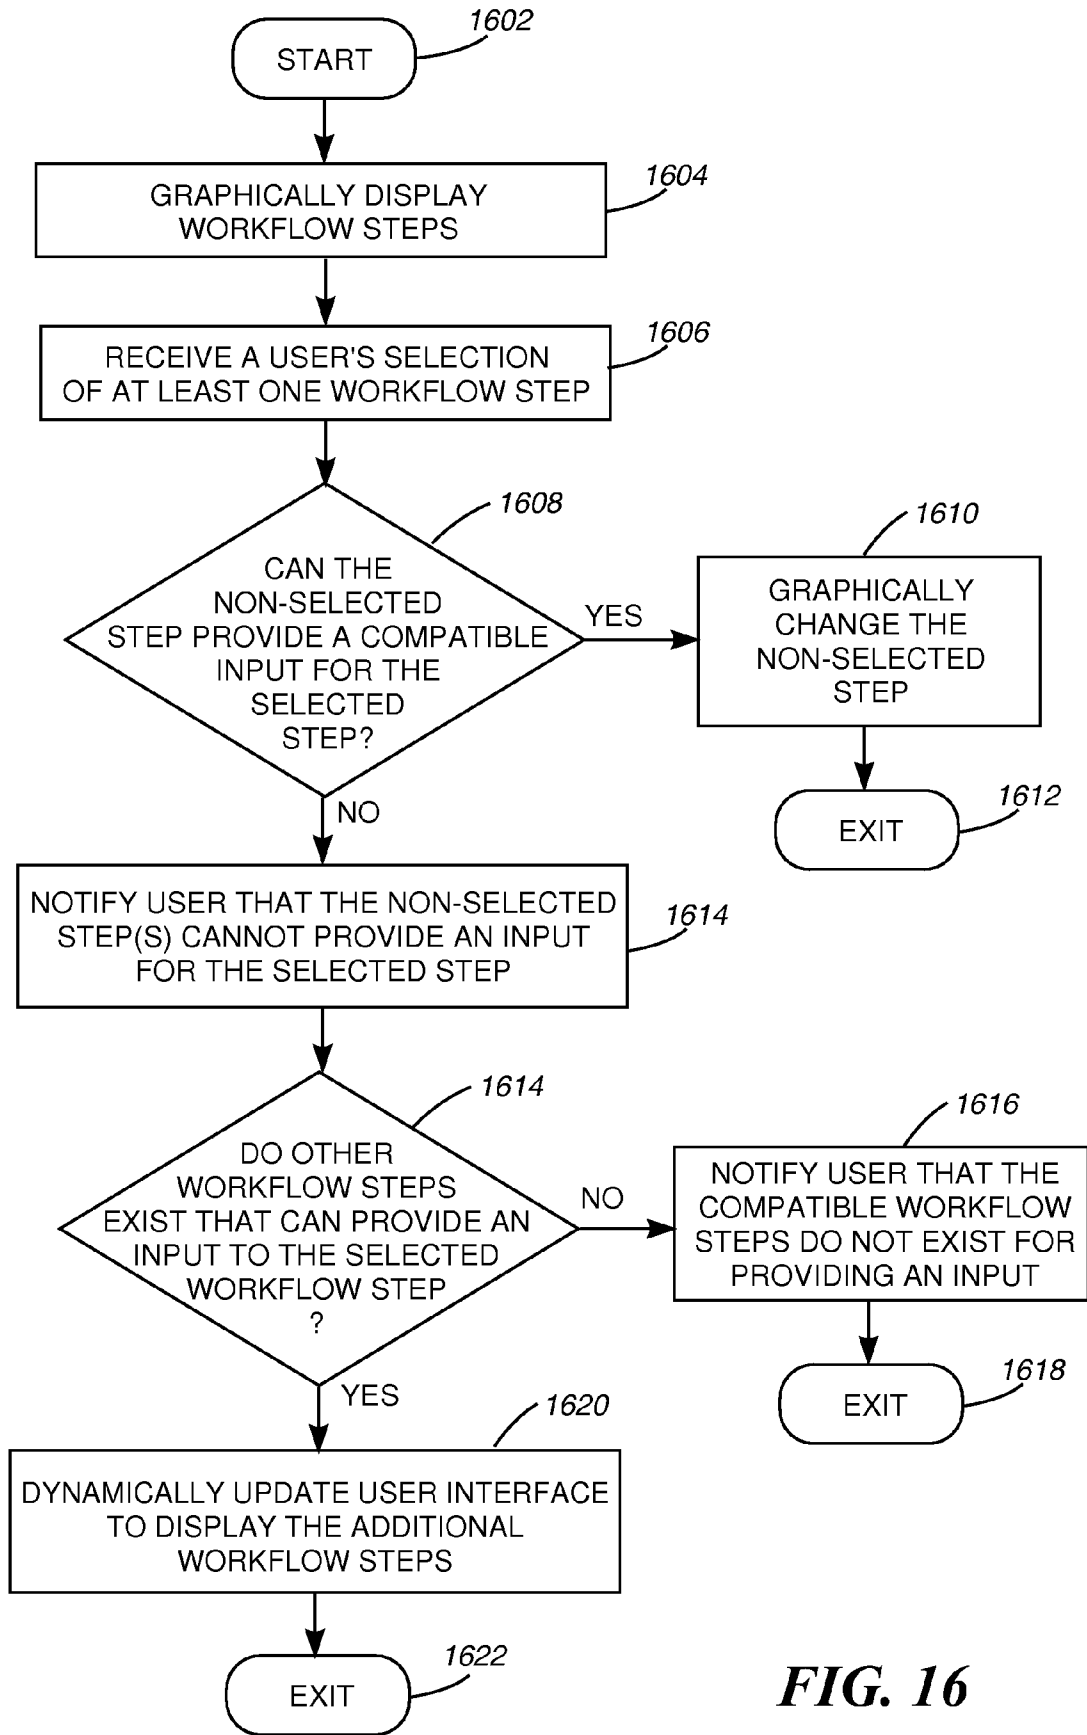 1602
START
1604
GRAPHICALLY DISPLAY
WORKFLOW STEPS
1606
RECEIVE A USER'S SELECTION
OF AT LEAST ONE WORKFLOW STEP
1608
CAN THE
NON-SELECTED
STEP PROVIDE A COMPATIBLE
INPUT FOR THE
SELECTED
STEP?
YES
1610
GRAPHICALLY
CHANGE THE
NON-SELECTED
STEP
1612
EXIT
NO
NOTIFY USER THAT THE NON-SELECTED
STEP(S) CANNOT PROVIDE AN INPUT
FOR THE SELECTED STEP
1614
1614
DO OTHER
WORKFLOW STEPS
EXIST THAT CAN PROVIDE AN
INPUT TO THE SELECTED
WORKFLOW STEP
?
NO
1616
NOTIFY USER THAT THE
COMPATIBLE WORKFLOW
STEPS DO NOT EXIST FOR
PROVIDING AN INPUT
1618
EXIT
YES
1620
DYNAMICALLY UPDATE USER INTERFACE
TO DISPLAY THE ADDITIONAL
WORKFLOW STEPS
1622
EXIT
FIG. 16